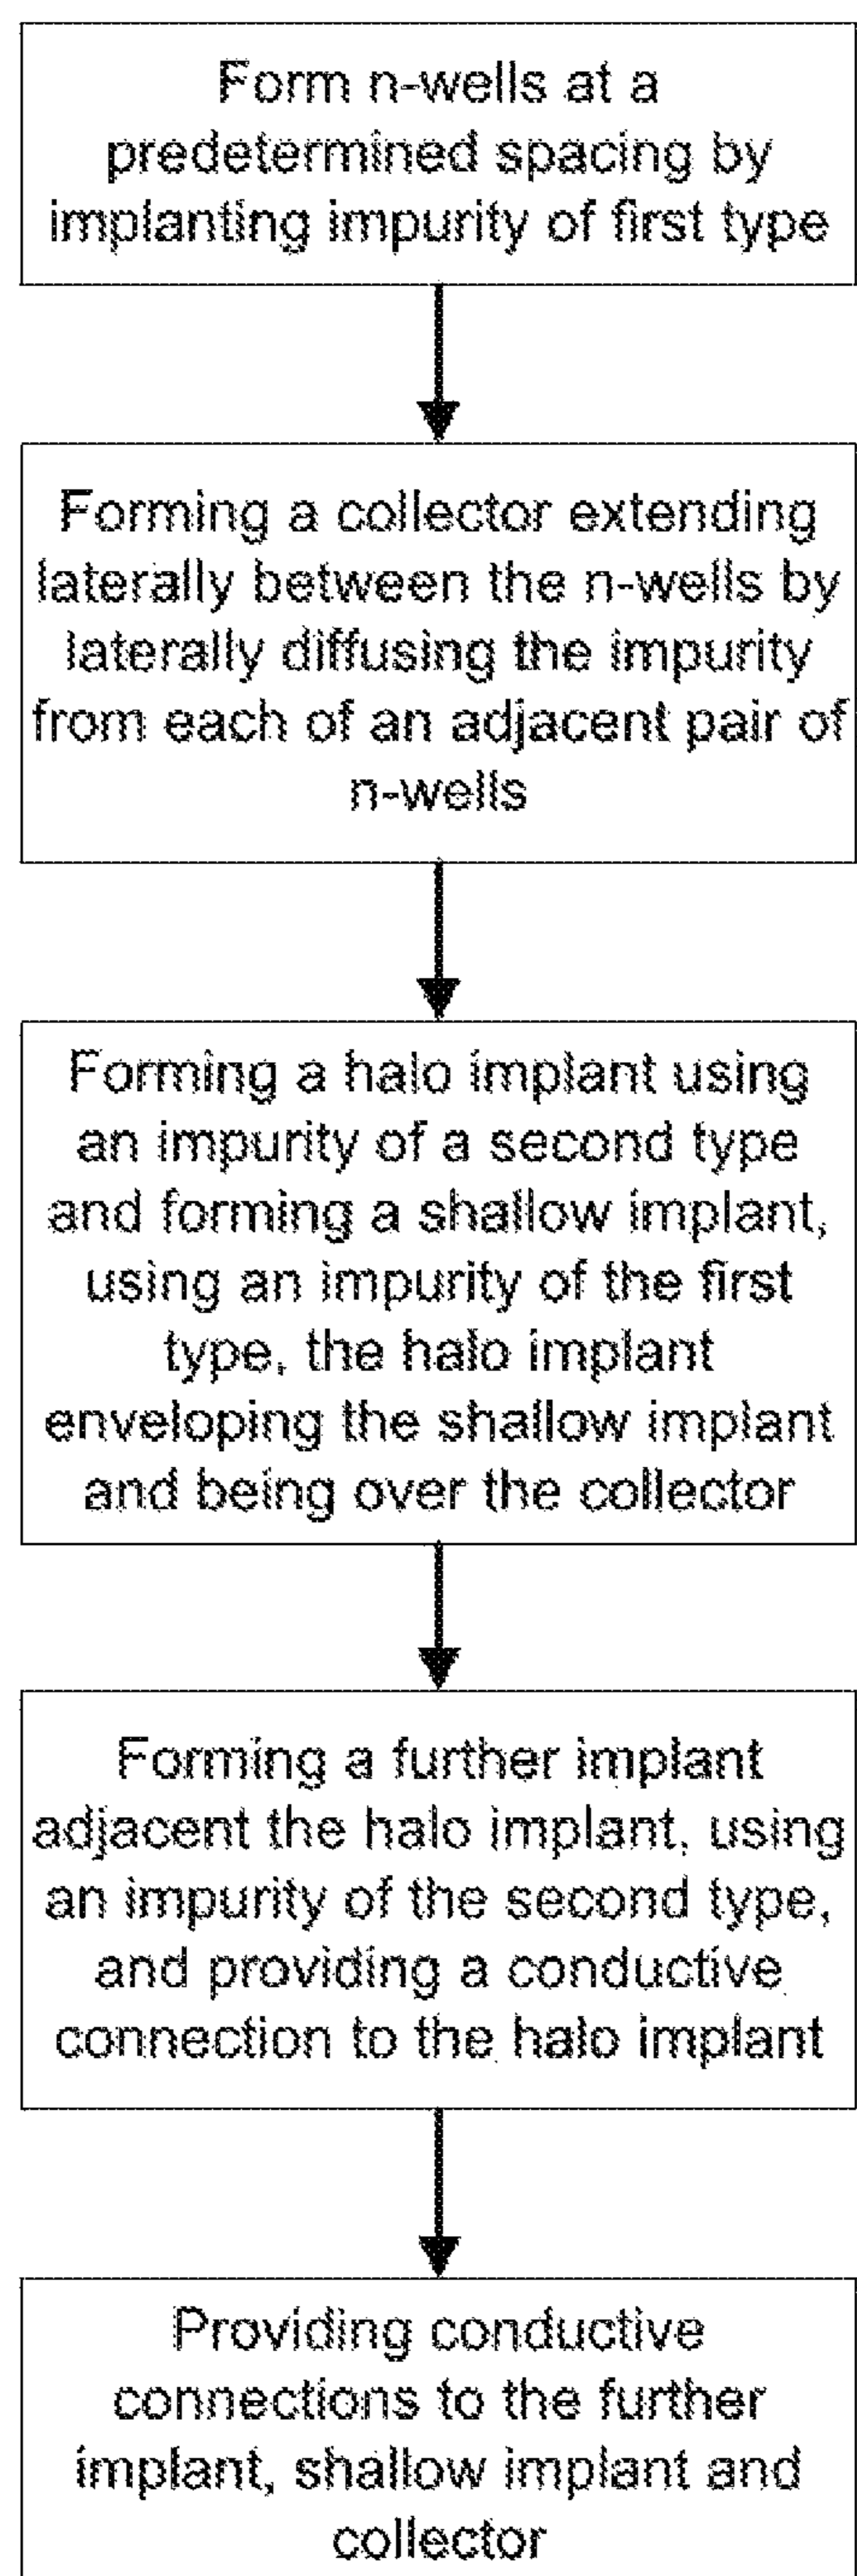 Form n-wells at a
predetermined spacing by
implanting impurity of first type
Forming a collector extending
laterally between the n-wells by
laterally diffusing the impurity
from each of an adjacent pair of
n-wells
Forming a halo implant using
an impurity of a second type
and forming a shallow implant,
using an impurity of the first
type, the halo implant
enveloping the shallow implant
and being over the collector
Forming a further implant
adjacent the halo implant, using
an impurity of the second type,
and providing a conductive
connection to the halo implant
Providing conductive
connections to the further
implant, shallow implant and
collector